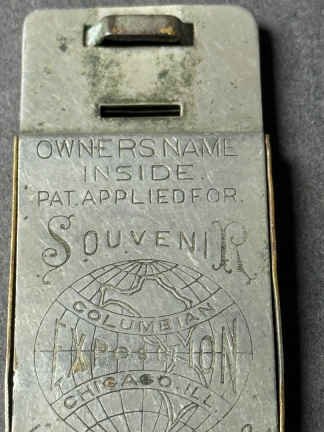 OWNERS NAME
INSIDE.
PAT. APPLIED FOR.
SOUVENIR
COLUMBIAN
EXPOSITION
CHICAGO. ILL.